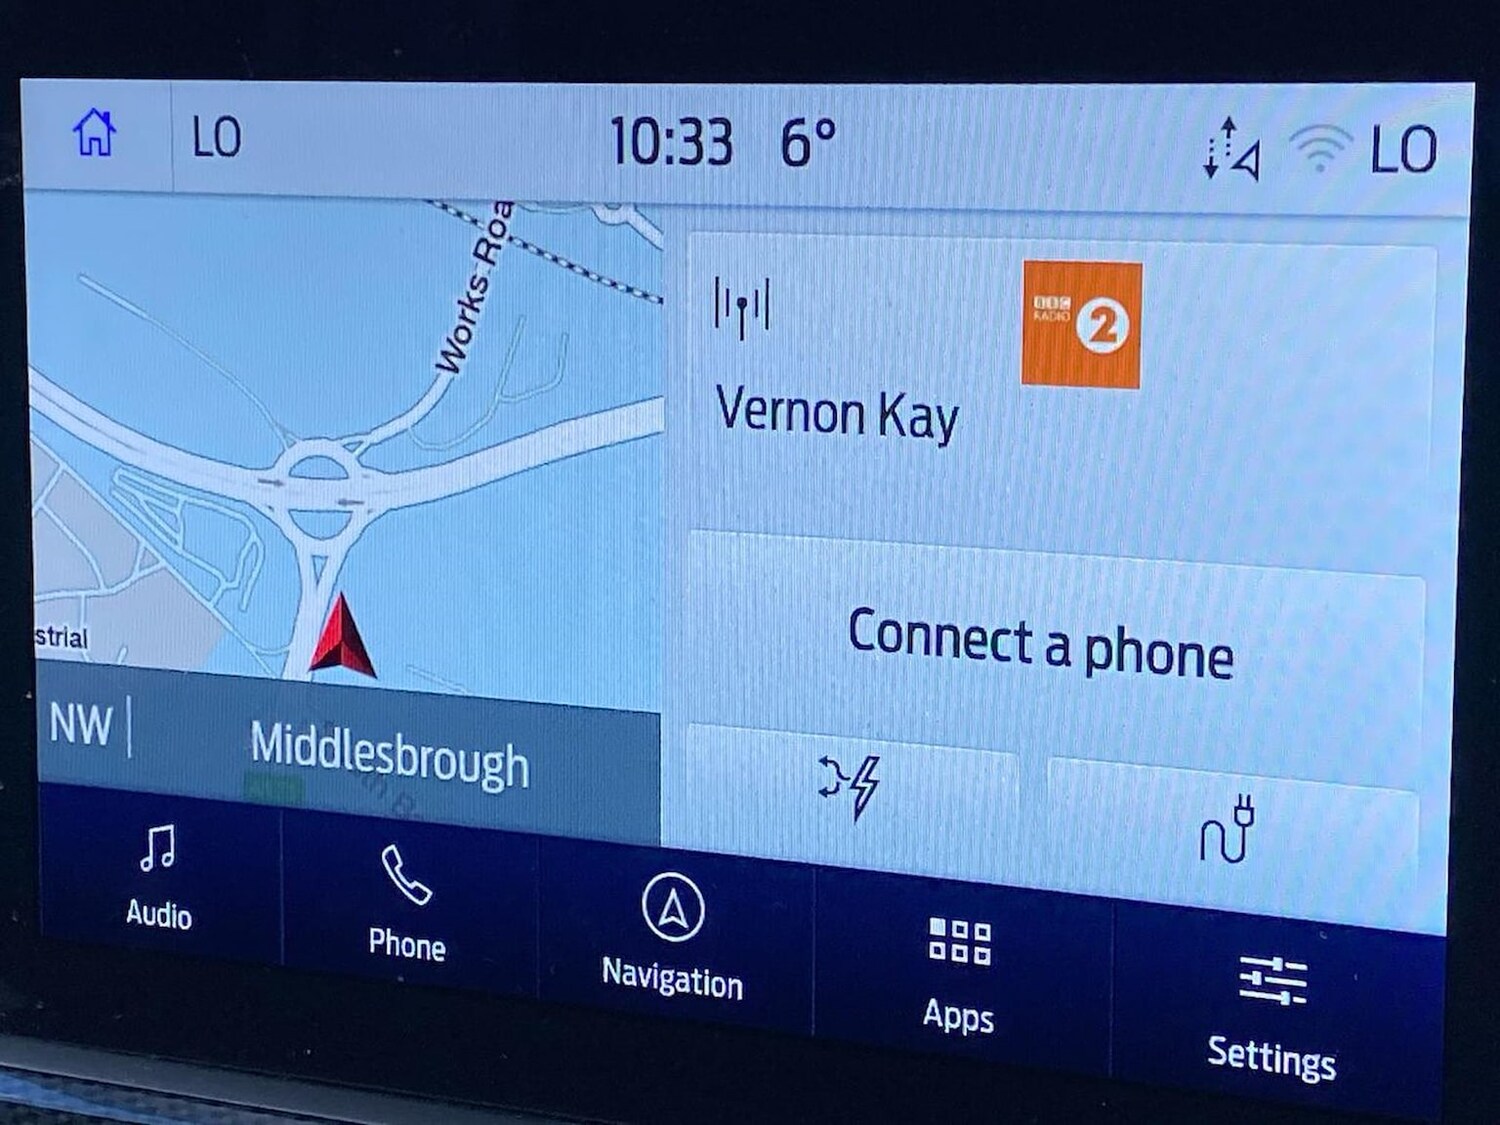 LO
10:33 6°
LO
Works Roa
strial
NW
Middlesbrough
BBC
RADIO
2
Vernon Kay
Connect a phone
Audio
Phone
Navigation
Apps
Settings